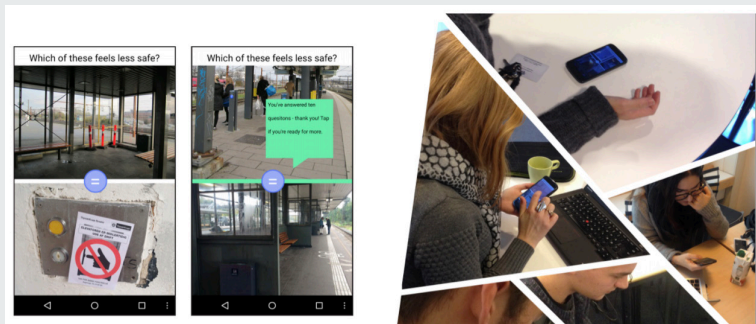 Which of these feels less safe?
Which of these feels less safe?
You've answered ten
quesitons - thank you! Tap
if you're ready for more.